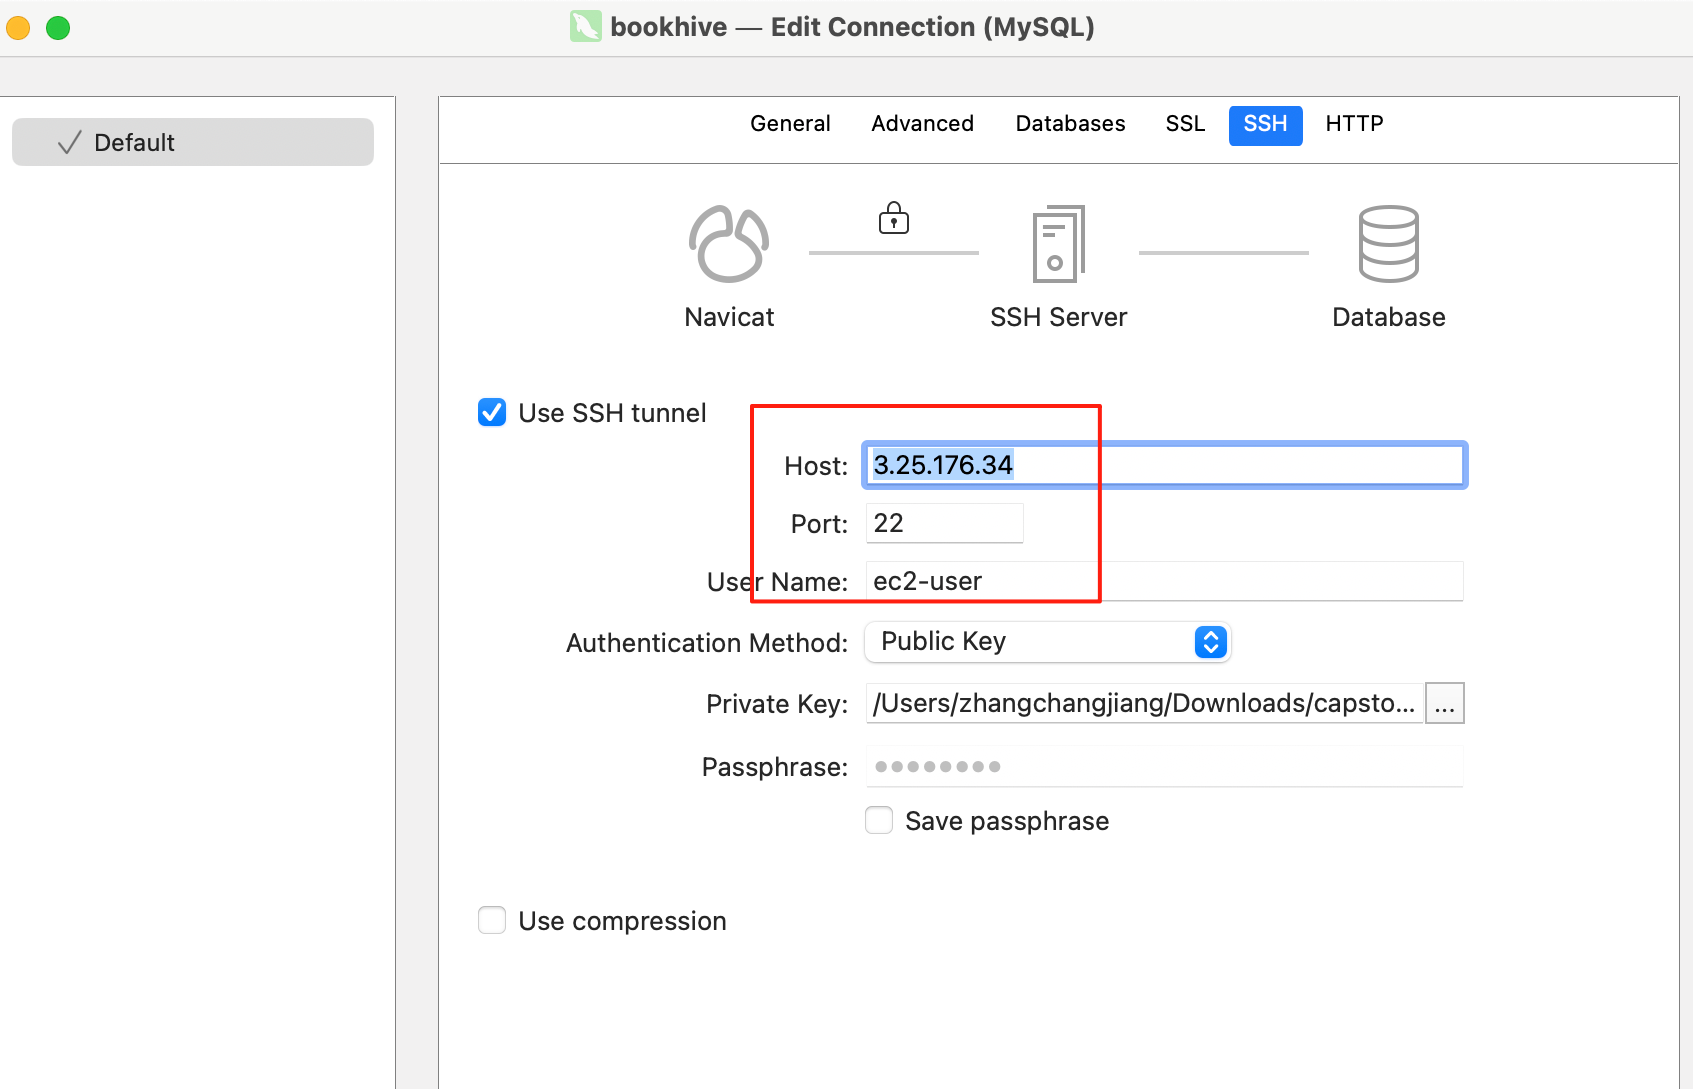 bookhive — Edit Connection (MySQL)
Default
General Advanced Databases SSL SSH HTTP
Navicat SSH Server Database
Use SSH tunnel
Host: 3.25.176.34
Port: 22
User Name: ec2-user
Authentication Method: Public Key
Private Key: /Users/zhangchangjiang/Downloads/capsto... ...
Passphrase: ●●●●●●●●
Save passphrase
Use compression